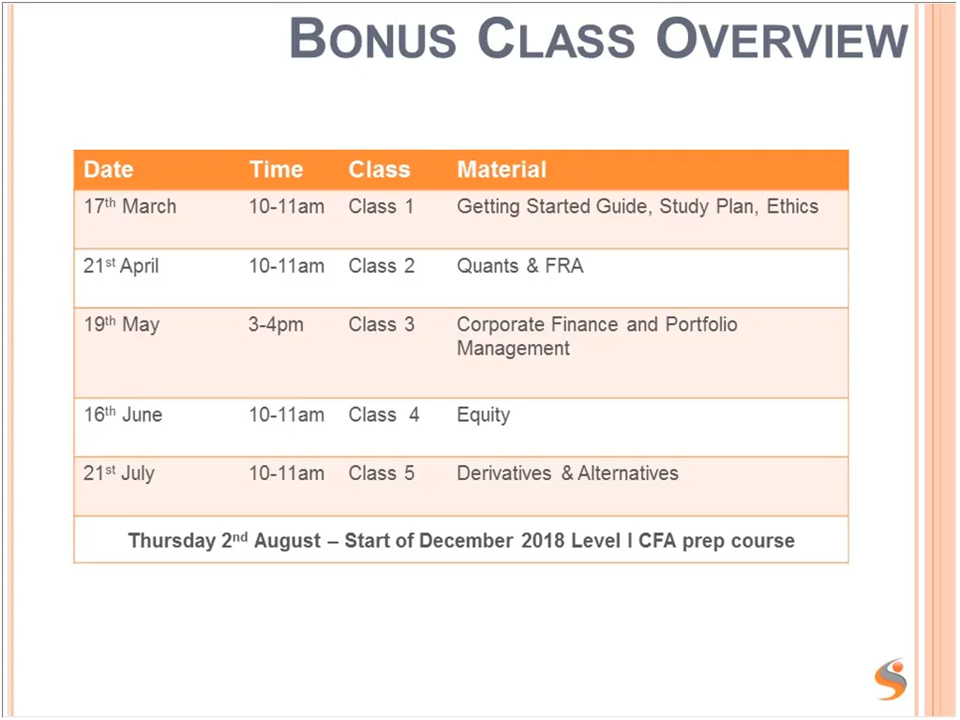 BONUS CLASS OVERVIEW
Date Time Class Material
17th March 10-11am Class 1 Getting Started Guide, Study Plan, Ethics
21st April 10-11am Class 2 Quants & FRA
19th May 3-4pm Class 3 Corporate Finance and Portfolio
Management
16th June 10-11am Class 4 Equity
21st July 10-11am Class 5 Derivatives & Alternatives
Thursday 2nd August – Start of December 2018 Level I CFA prep course